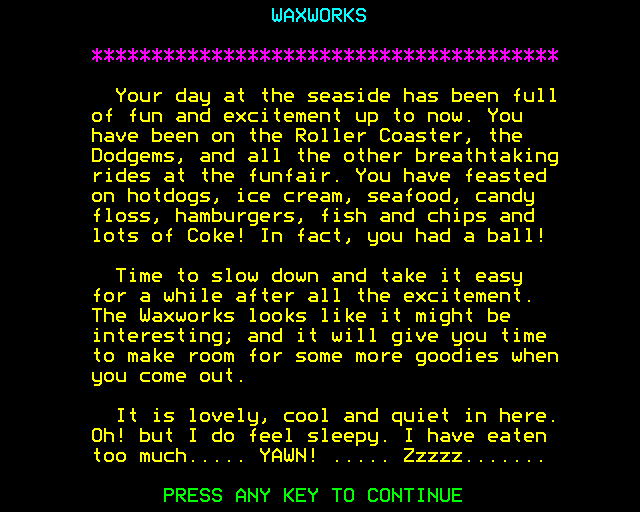 WAXWORKS
***************************************
Your day at the seaside has been full
of fun and excitement up to now. You
have been on the Roller Coaster, the
Dodgems, and all the other breathtaking
rides at the funfair. You have feasted
on hotdogs, ice cream, seafood, candy
floss, hamburgers, fish and chips and
lots of Coke! In fact, you had a ball!
Time to slow down and take it easy
for a while after all the excitement.
The Waxworks looks like it might be
interesting; and it will give you time
to make room for some more goodies when
you come out.
It is lovely, cool and quiet in here.
Oh! but I do feel sleepy. I have eaten
too much..... YAWN! ..... Zzzzz.......
PRESS ANY KEY TO CONTINUE